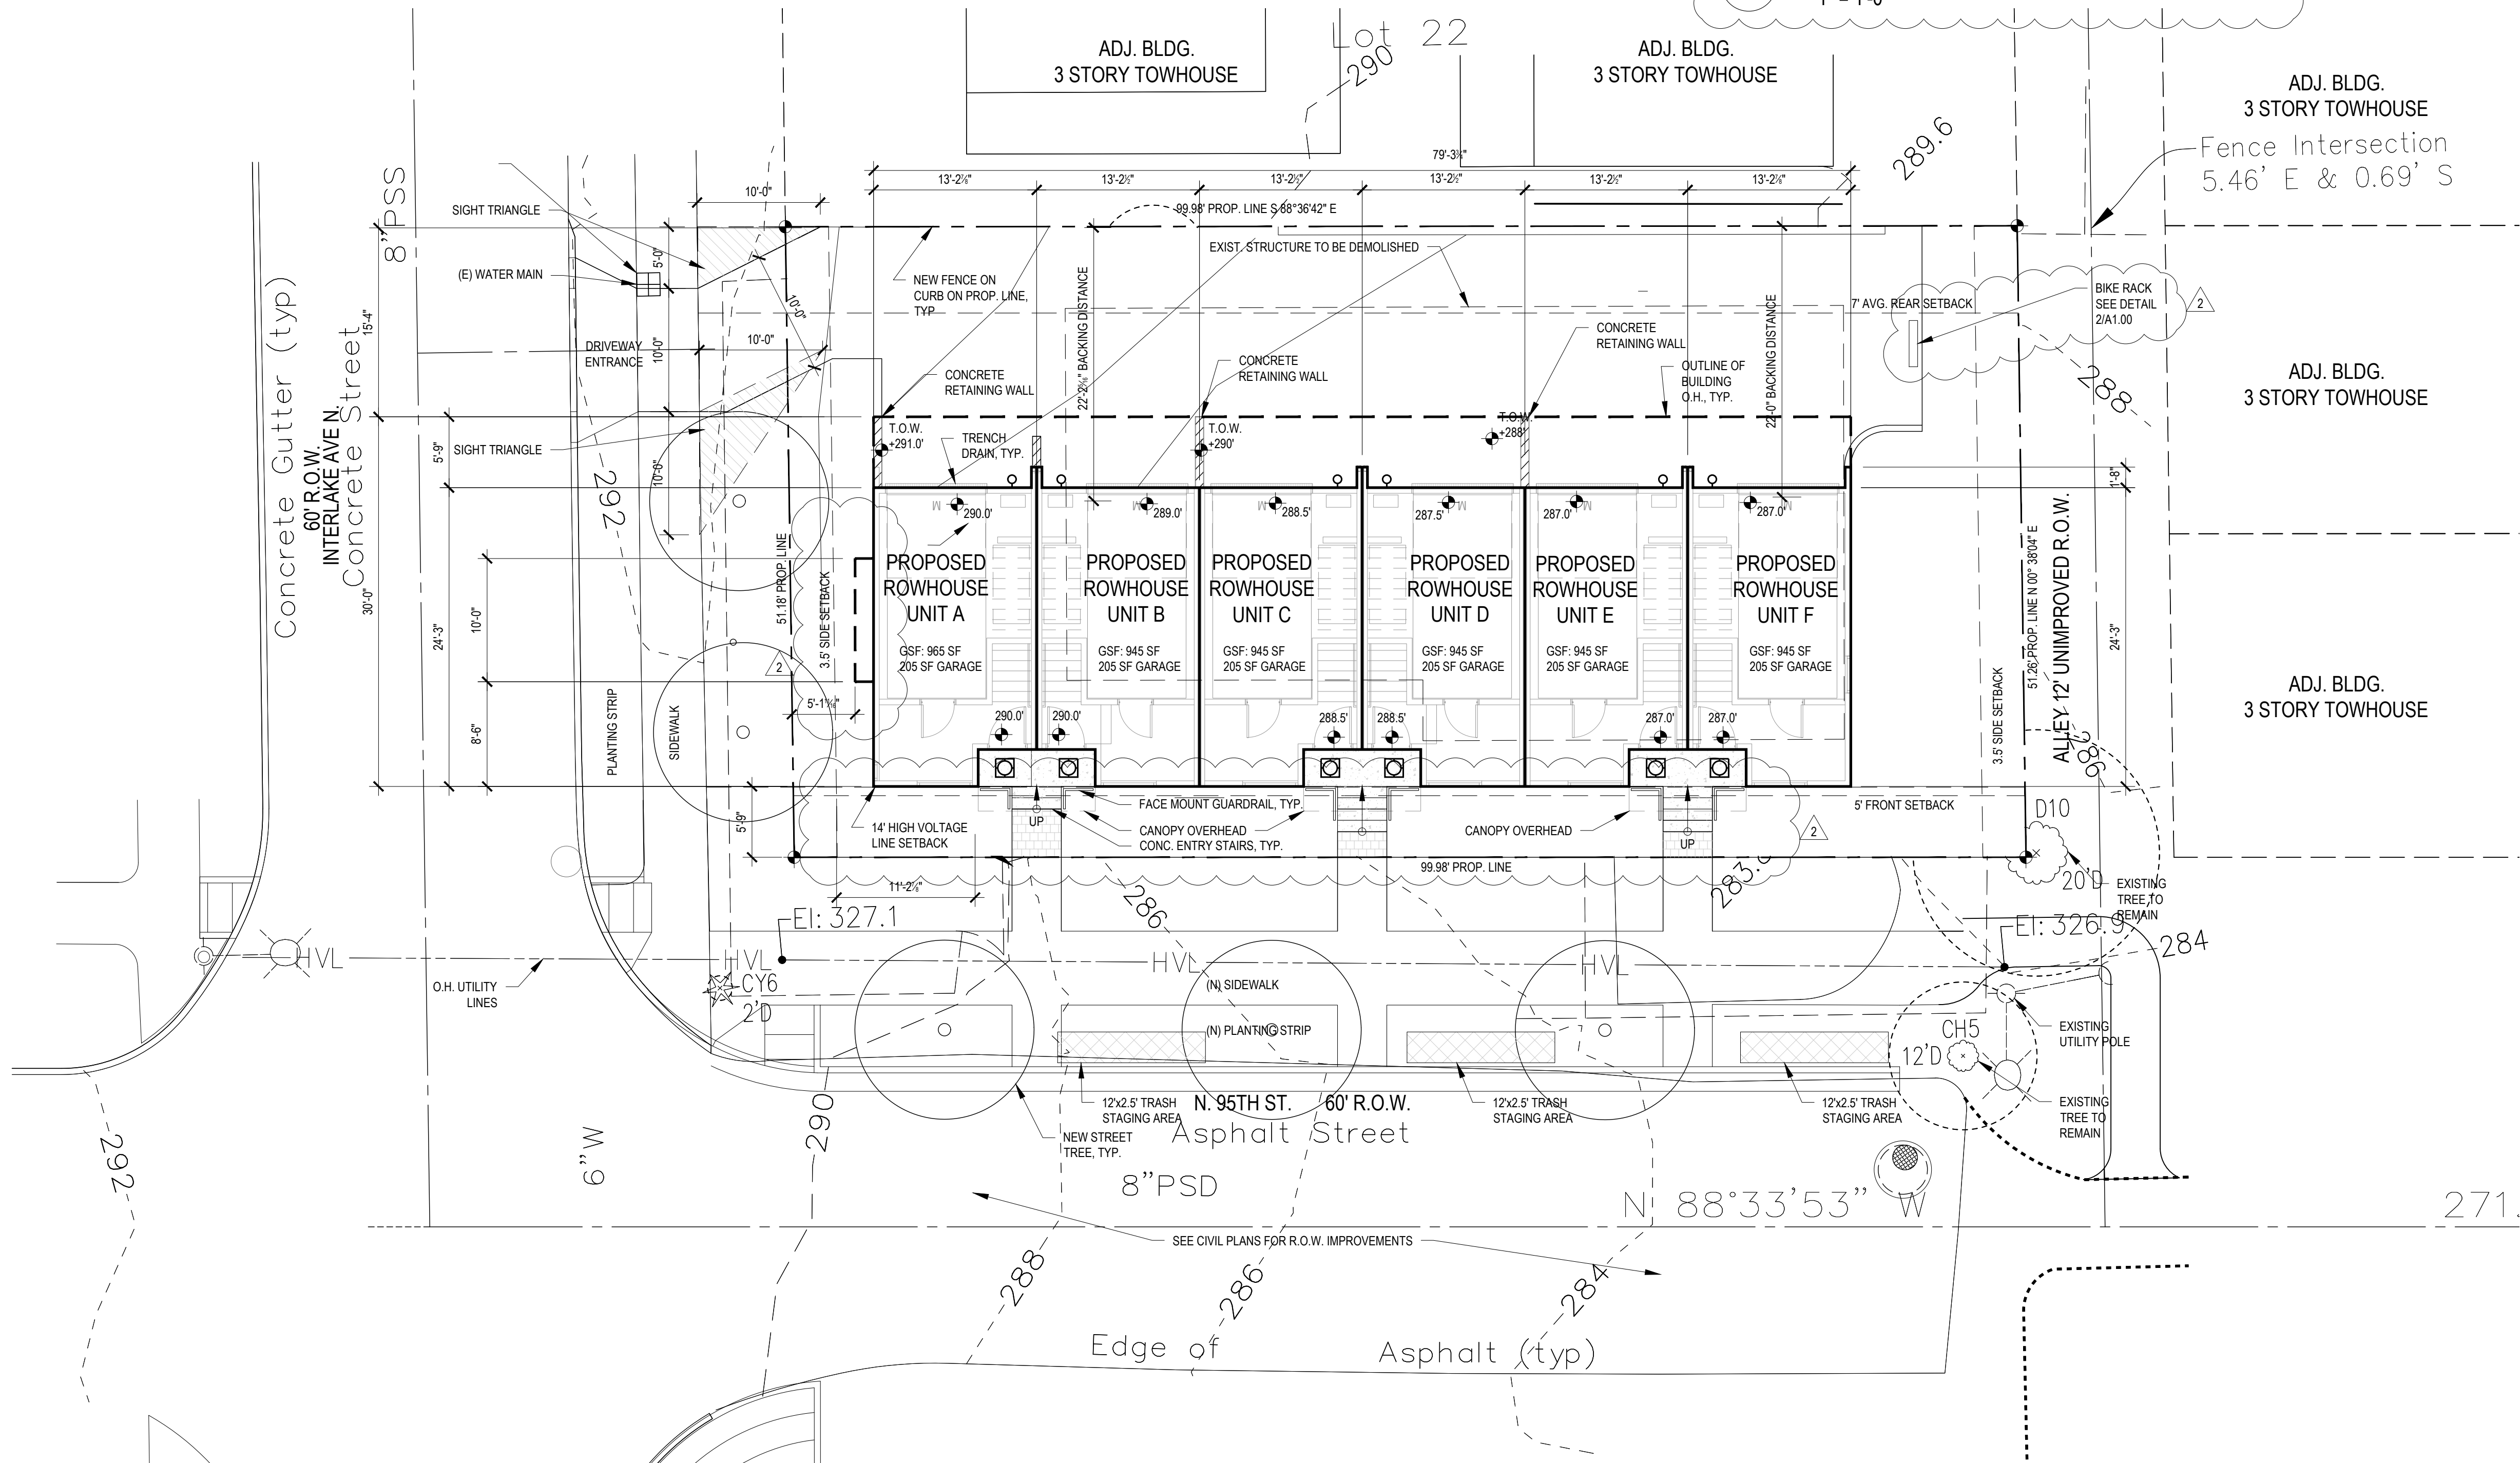 Lot 22
290
ADJ. BLDG.
3 STORY TOWHOUSE
ADJ. BLDG.
3 STORY TOWHOUSE
ADJ. BLDG.
3 STORY TOWHOUSE
Fence Intersection
5.46' E & 0.69' S
289.6
8"PSS
79'-3¾"
13'-2⅞"
13'-2½"
13'-2½"
13'-2½"
13'-2½"
13'-2⅞"
10'-0"
SIGHT TRIANGLE
99.98' PROP. LINE S 88°36'42" E
EXIST. STRUCTURE TO BE DEMOLISHED
(E) WATER MAIN
5'-0"
NEW FENCE ON
CURB ON PROP. LINE,
TYP
10'-0"
7' AVG. REAR SETBACK
BIKE RACK
SEE DETAIL
2/A1.00
2
Concrete Gutter (typ)
60' R.O.W.
INTERLAKE AVE N.
Concrete Street
15'-4"
DRIVEWAY
ENTRANCE
10'-0"
10'-0"
CONCRETE
RETAINING WALL
CONCRETE
RETAINING WALL
CONCRETE
RETAINING WALL
OUTLINE OF
BUILDING
O.H., TYP.
22'-0" BACKING DISTANCE
288
ADJ. BLDG.
3 STORY TOWHOUSE
SIGHT TRIANGLE
5'-9"
10'-0"
T.O.W.
+291.0'
TRENCH
DRAIN, TYP.
T.O.W.
+290'
T.O.W.
+288'
1'-8"
292
290.0'
289.0'
288.5'
287.5'
287.0'
287.0'
M
M
M
M
M
M
PROPOSED
ROWHOUSE
UNIT A
GSF: 965 SF
205 SF GARAGE
PROPOSED
ROWHOUSE
UNIT B
GSF: 945 SF
205 SF GARAGE
PROPOSED
ROWHOUSE
UNIT C
GSF: 945 SF
205 SF GARAGE
PROPOSED
ROWHOUSE
UNIT D
GSF: 945 SF
205 SF GARAGE
PROPOSED
ROWHOUSE
UNIT E
GSF: 945 SF
205 SF GARAGE
PROPOSED
ROWHOUSE
UNIT F
GSF: 945 SF
205 SF GARAGE
30'-0"
24'-3"
10'-0"
8'-6"
51.18' PROP. LINE
3.5' SIDE SETBACK
2
PLANTING STRIP
SIDEWALK
290.0'
290.0'
288.5'
288.5'
287.0'
287.0'
3.5' SIDE SETBACK
51.26' PROP. LINE N 00° 38'04" E
ALLEY 12' UNIMPROVED R.O.W.
24'-3"
286
ADJ. BLDG.
3 STORY TOWHOUSE
5'-9"
14' HIGH VOLTAGE
LINE SETBACK
UP
FACE MOUNT GUARDRAIL, TYP.
CANOPY OVERHEAD
CONC. ENTRY STAIRS, TYP.
CANOPY OVERHEAD
UP
2
5' FRONT SETBACK
D10
20'D
EXISTING
TREE TO
REMAIN
99.98' PROP. LINE
11'-2⅞"
286
El: 327.1
El: 326.9
284
HVL
HVL
HVL
HVL
CY6
2'D
O.H. UTILITY
LINES
(N) SIDEWALK
(N) PLANTING STRIP
CH5
12'D
EXISTING
UTILITY POLE
EXISTING
TREE TO
REMAIN
12'x2.5' TRASH
STAGING AREA
12'x2.5' TRASH
STAGING AREA
12'x2.5' TRASH
STAGING AREA
N. 95TH ST. 60' R.O.W.
Asphalt Street
NEW STREET
TREE, TYP.
292
9"W
290
8"PSD
N 88°33'53" W
SEE CIVIL PLANS FOR R.O.W. IMPROVEMENTS
288
286
284
Edge of Asphalt (typ)